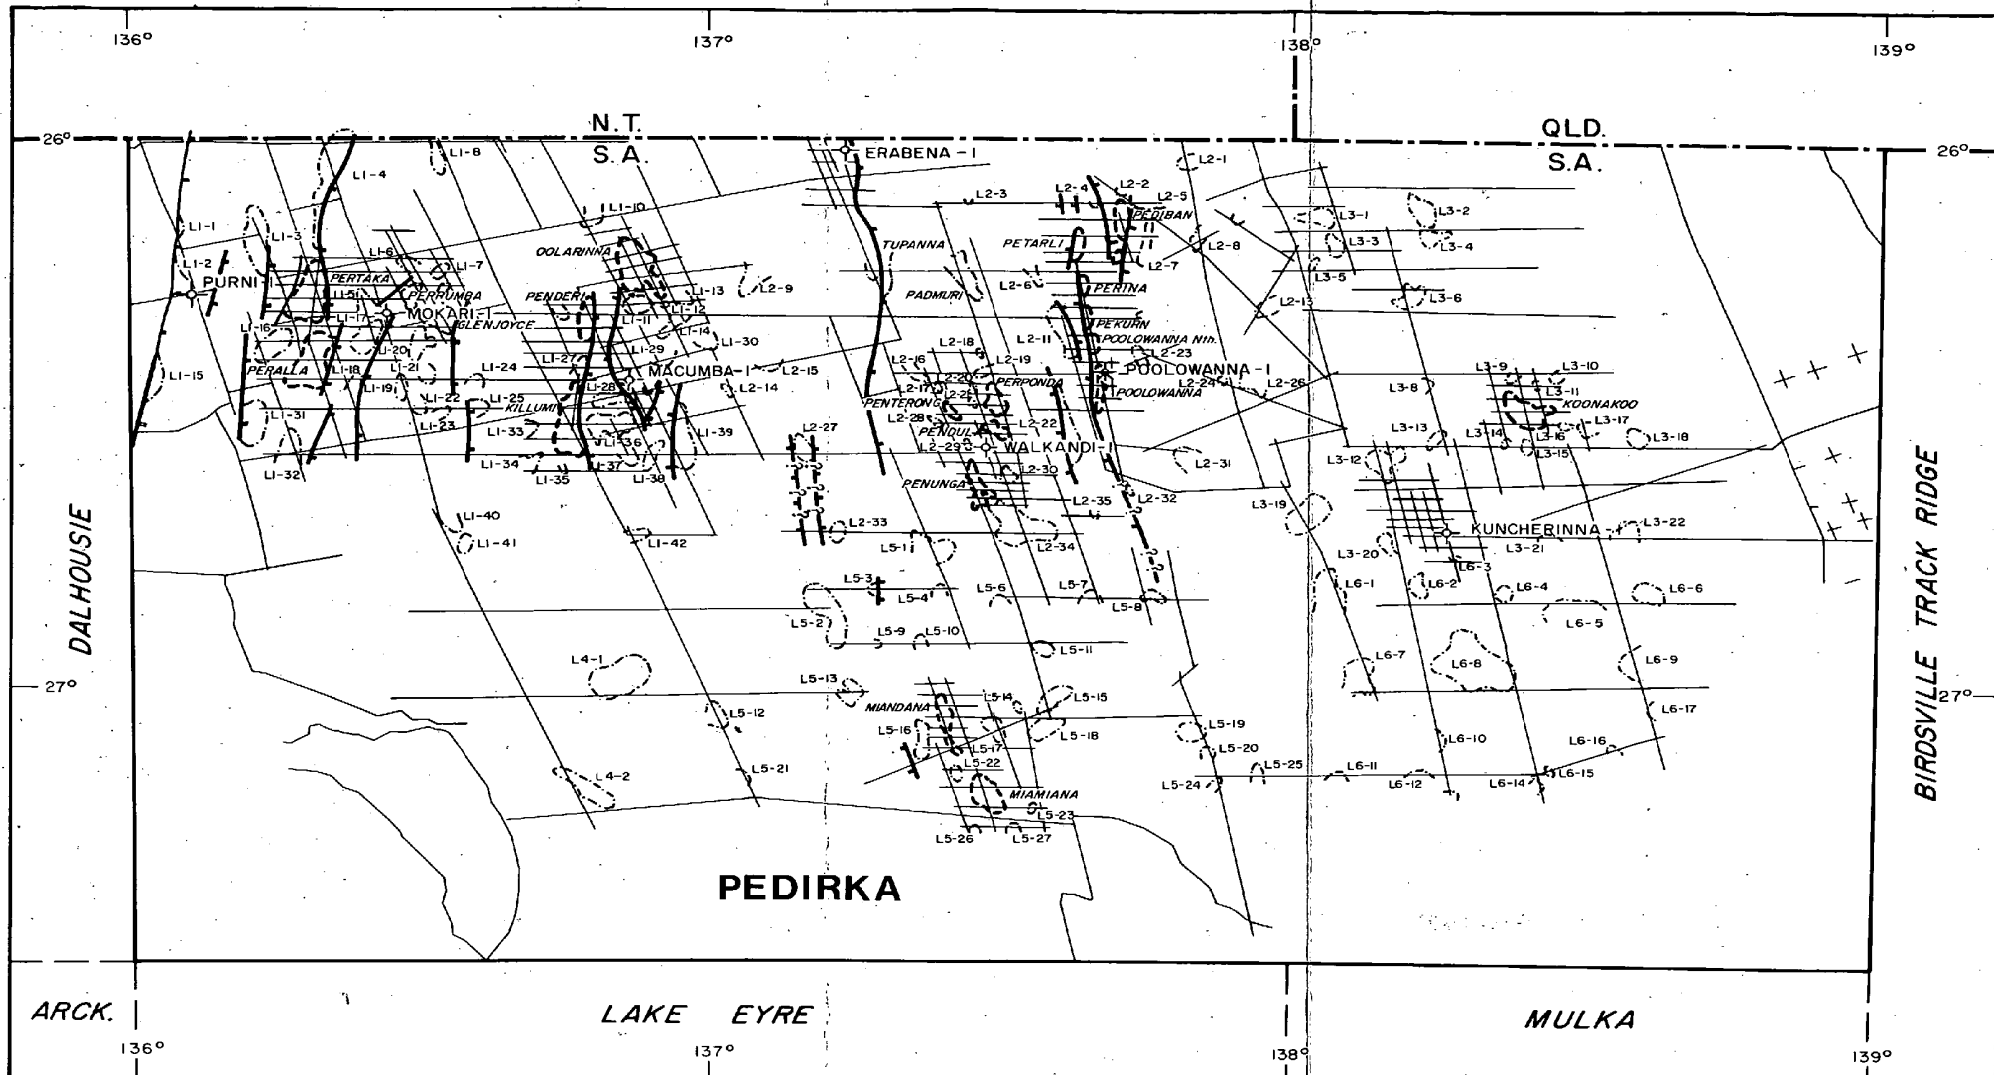 136°
137°
138°
139°
26°
N.T.
S.A.
QLD.
S.A.
26°
L1-8
L1-4
L1-10
L1-1
L1-3
L1-2
PURNI-1
L1-6
L1-7
PERTAKA
L1-5
PERRUMBA
MOKARI-1
L1-17
GLENJOYCE
L1-16
L1-20
PERALLA
L1-18
L1-19
L1-21
L1-24
L1-15
L1-22
L1-25
L1-23
L1-31
L1-32
L1-33
L1-34
L1-35
KILLUMI
OOLARINNA
PENDERI
L1-13
L1-12
L1-11
L1-14
L1-29
L1-30
L1-27
MACUMBA-1
L1-28
L1-36
L1-39
L1-37
L1-38
L1-40
L1-41
L1-42
ERABENA-1
TUPANNA
L2-9
L2-15
L2-14
L2-27
L2-33
L2-3
L2-4
L2-2
L2-5
L2-1
PEDIBAN
PETARLI
L2-8
L2-7
PADMURI
L2-6
PERINA
L2-13
PEKURN
POOLOWANNA Nth.
L2-11
L2-18
L2-19
L2-16
L2-23
POOLOWANNA-1
L2-20
L2-17
PERPONDA
L2-24
L2-26
POOLOWANNA
PENTERONG
L2-28
L2-22
PENQUI
L2-29
WALKANDI-1
L2-31
L2-30
PENUNGA
L2-35
L2-32
L2-34
L3-1
L3-2
L3-3
L3-4
L3-5
L3-6
L3-9
L3-10
L3-8
L3-11
KOONAKOO
L3-17
L3-13
L3-14
L3-16
L3-18
L3-15
L3-12
L3-19
KUNCHERINNA-1
L3-22
L3-21
L3-20
L5-1
L5-3
L5-4
L5-6
L5-7
L5-8
L5-2
L5-9
L5-10
L5-11
L5-13
L5-12
L5-14
L5-15
MIANDANA
L5-16
L5-18
L5-17
L5-22
L5-21
MIAMIANA
L5-23
L5-26
L5-27
L5-19
L5-20
L5-24
L5-25
L4-1
L4-2
L6-3
L6-1
L6-2
L6-4
L6-6
L6-5
L6-7
L6-8
L6-9
L6-17
L6-10
L6-16
L6-11
L6-12
L6-15
L6-14
DALHOUSIE
27°
27°
BIRDSVILLE TRACK RIDGE
PEDIRKA
ARCK.
LAKE EYRE
MULKA
136°
137°
138°
139°